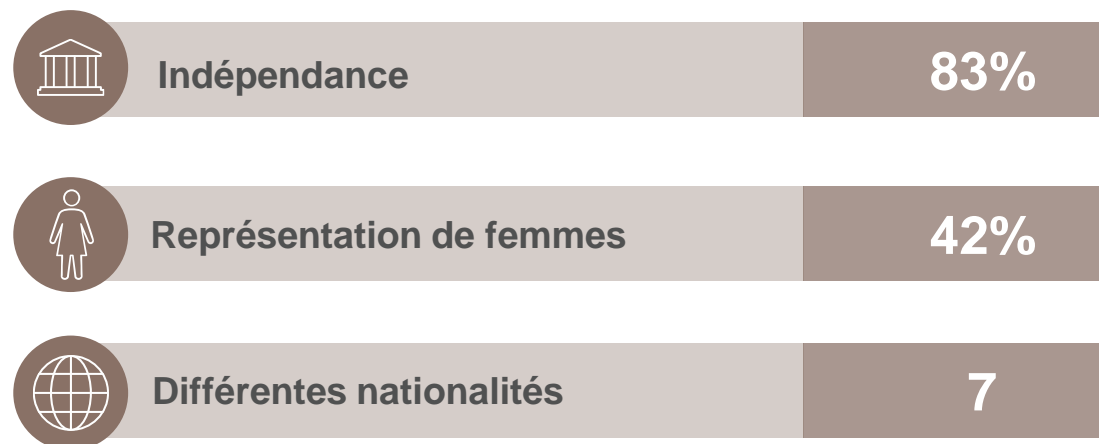 Indépendance 83%
Représentation de femmes 42%
Différentes nationalités 7